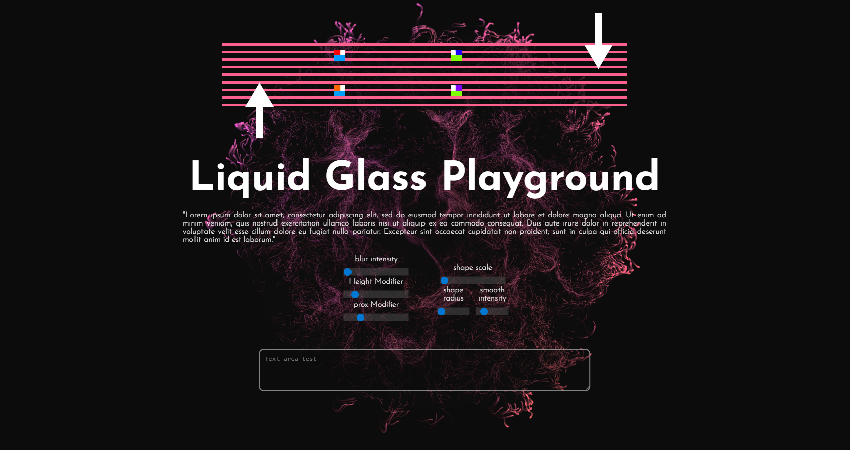 Liquid Glass Playground
"Lorem ipsum dolor sit amet, consectetur adipiscing elit, sed do eiusmod tempor incididunt ut labore et dolore magna aliqua. Ut enim ad
minim veniam, quis nostrud exercitation ullamco laboris nisi ut aliquip ex ea commodo consequat. Duis aute irure dolor in reprehenderit in
voluptate velit esse cillum dolore eu fugiat nulla pariatur. Excepteur sint occaecat cupidatat non proident, sunt in culpa qui officia deserunt
mollit anim id est laborum."
blur intensity
Height Modifier
prox Modifier
shape scale
shape
radius
smooth
intensity
Text area test